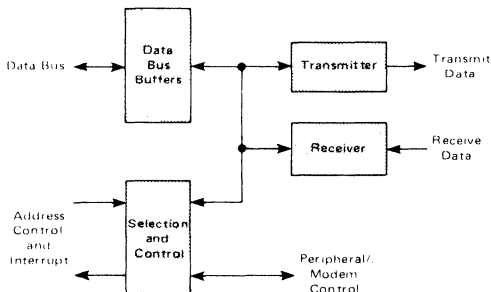 Data
Bus
Buffers
Data Bus
Transmitter
Transmit
Data
Receiver
Receive
Data
Address
Control
and
Interrupt
Selection
and
Control
Peripheral/
Modem
Control